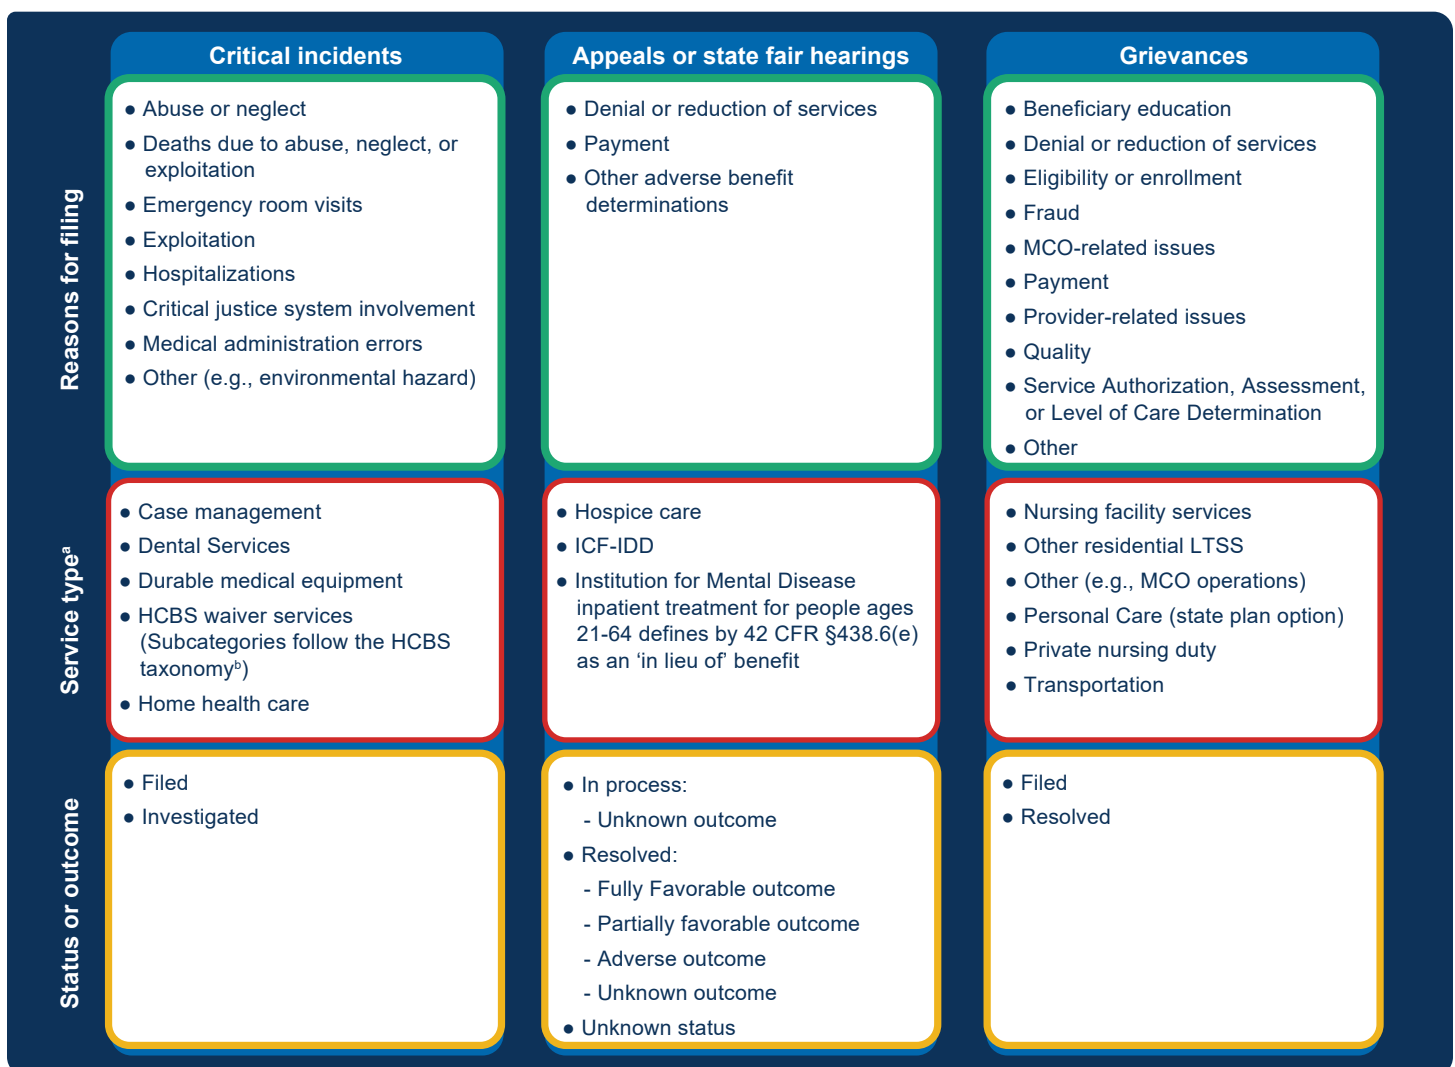 Critical incidents
Appeals or state fair hearings
Grievances
Reasons for filing
● Abuse or neglect
● Deaths due to abuse, neglect, or
exploitation
● Emergency room visits
● Exploitation
● Hospitalizations
● Critical justice system involvement
● Medical administration errors
● Other (e.g., environmental hazard)
● Denial or reduction of services
● Payment
● Other adverse benefit
determinations
● Beneficiary education
● Denial or reduction of services
● Eligibility or enrollment
● Fraud
● MCO-related issues
● Payment
● Provider-related issues
● Quality
● Service Authorization, Assessment,
or Level of Care Determination
● Other
Service typeᵃ
● Case management
● Dental Services
● Durable medical equipment
● HCBS waiver services
(Subcategories follow the HCBS
taxonomyᵇ)
● Home health care
● Hospice care
● ICF-IDD
● Institution for Mental Disease
inpatient treatment for people ages
21-64 defines by 42 CFR §438.6(e)
as an ‘in lieu of’ benefit
● Nursing facility services
● Other residential LTSS
● Other (e.g., MCO operations)
● Personal Care (state plan option)
● Private nursing duty
● Transportation
Status or outcome
● Filed
● Investigated
● In process:
- Unknown outcome
● Resolved:
- Fully Favorable outcome
- Partially favorable outcome
- Adverse outcome
- Unknown outcome
● Unknown status
● Filed
● Resolved